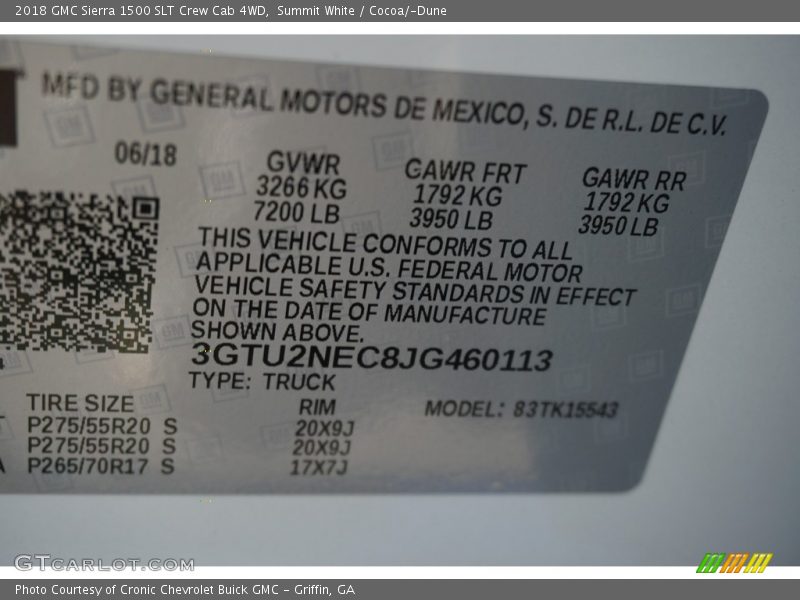 2018 GMC Sierra 1500 SLT Crew Cab 4WD,  Summit White / Cocoa/­Dune
MFD BY GENERAL MOTORS DE MEXICO, S. DE R.L. DE C.V.
06/18
GVWR GAWR FRT GAWR RR
3266 KG 1792 KG 1792 KG
7200 LB 3950 LB 3950 LB
THIS VEHICLE CONFORMS TO ALL
APPLICABLE U.S. FEDERAL MOTOR
VEHICLE SAFETY STANDARDS IN EFFECT
ON THE DATE OF MANUFACTURE
SHOWN ABOVE.
3GTU2NEC8JG460113
TYPE: TRUCK
TIRE SIZE RIM MODEL: 83TK15543
P275/55R20 S 20X9J
P275/55R20 S 20X9J
P265/70R17 S 17X7J
GTCARLOT.COM
Photo Courtesy of Cronic Chevrolet Buick GMC - Griffin, GA